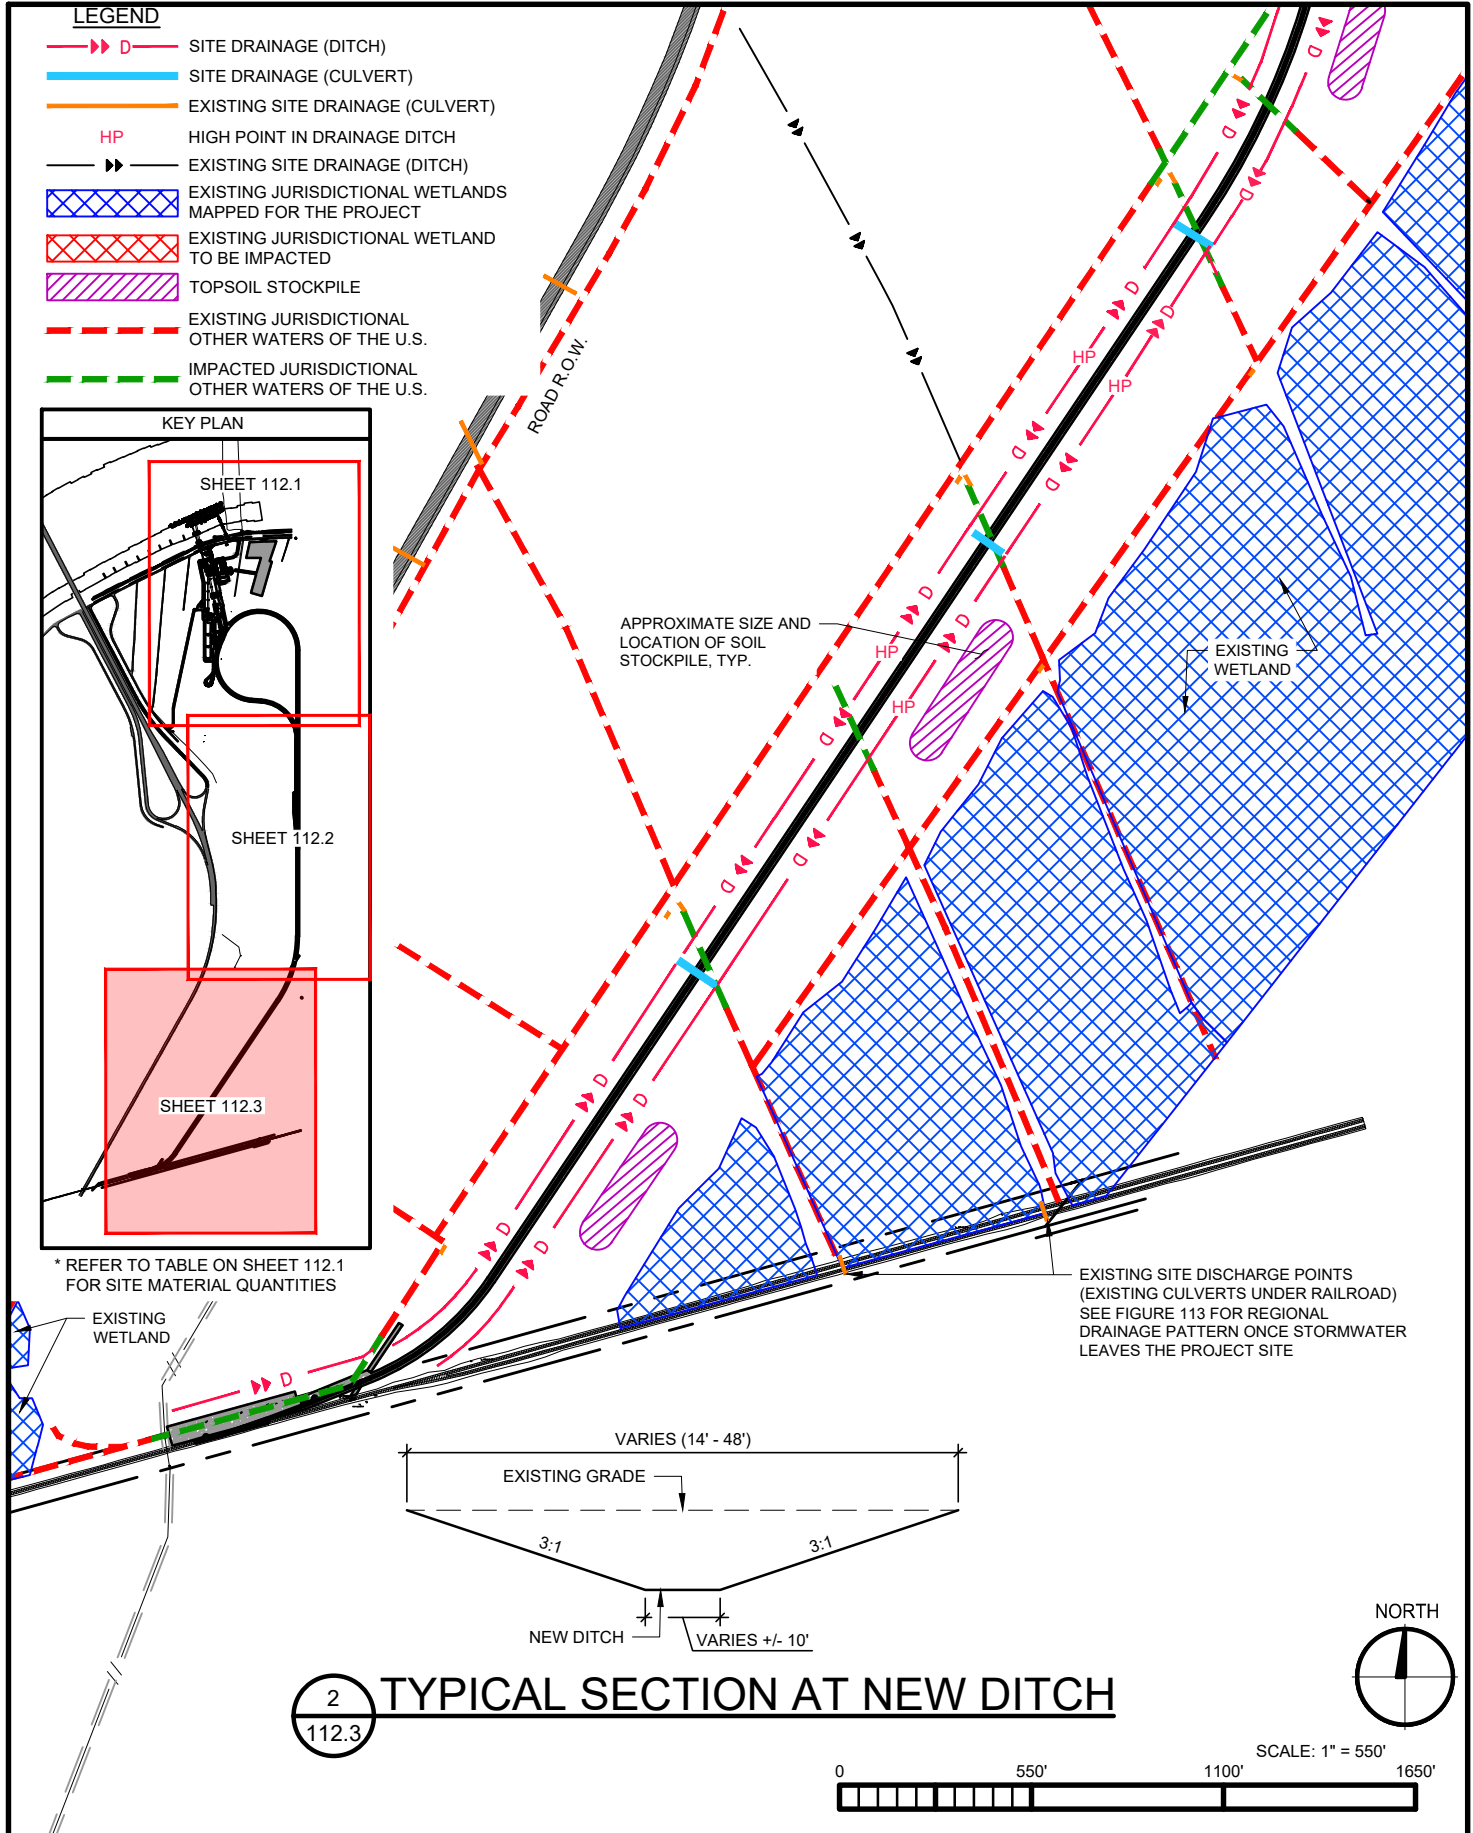 LEGEND
D
SITE DRAINAGE (DITCH)
SITE DRAINAGE (CULVERT)
EXISTING SITE DRAINAGE (CULVERT)
HP
HIGH POINT IN DRAINAGE DITCH
EXISTING SITE DRAINAGE (DITCH)
EXISTING JURISDICTIONAL WETLANDS
MAPPED FOR THE PROJECT
EXISTING JURISDICTIONAL WETLAND
TO BE IMPACTED
TOPSOIL STOCKPILE
EXISTING JURISDICTIONAL
OTHER WATERS OF THE U.S.
IMPACTED JURISDICTIONAL
OTHER WATERS OF THE U.S.
KEY PLAN
SHEET 112.1
SHEET 112.2
SHEET 112.3
* REFER TO TABLE ON SHEET 112.1
FOR SITE MATERIAL QUANTITIES
EXISTING
WETLAND
ROAD R.O.W.
D
D
D
D
D
HP
HP
D
D
D
D
HP
HP
D
D
D
D
D
D
D
D
APPROXIMATE SIZE AND
LOCATION OF SOIL
STOCKPILE, TYP.
EXISTING
WETLAND
EXISTING SITE DISCHARGE POINTS
(EXISTING CULVERTS UNDER RAILROAD)
SEE FIGURE 113 FOR REGIONAL
DRAINAGE PATTERN ONCE STORMWATER
LEAVES THE PROJECT SITE
VARIES (14' - 48')
EXISTING GRADE
3:1
3:1
NEW DITCH
VARIES +/- 10'
2
112.3
TYPICAL SECTION AT NEW DITCH
NORTH
SCALE: 1" = 550'
0 550' 1100' 1650'